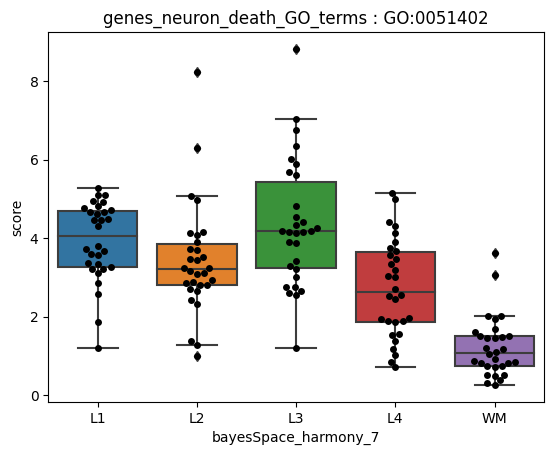 genes_neuron_death_GO_terms : GO:0051402
8
6
4
2
0
score
L1 L2 L3 L4 WM
bayesSpace_harmony_7